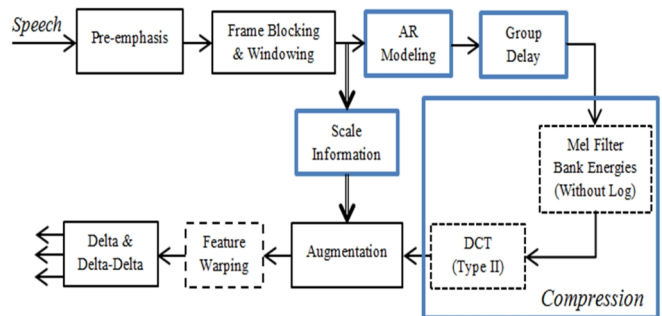 Speech
Pre-emphasis
Frame Blocking
& Windowing
AR
Modeling
Group
Delay
Scale
Information
Mel Filter
Bank Energies
(Without Log)
Delta &
Delta-Delta
Feature
Warping
Augmentation
DCT
(Type II)
Compression